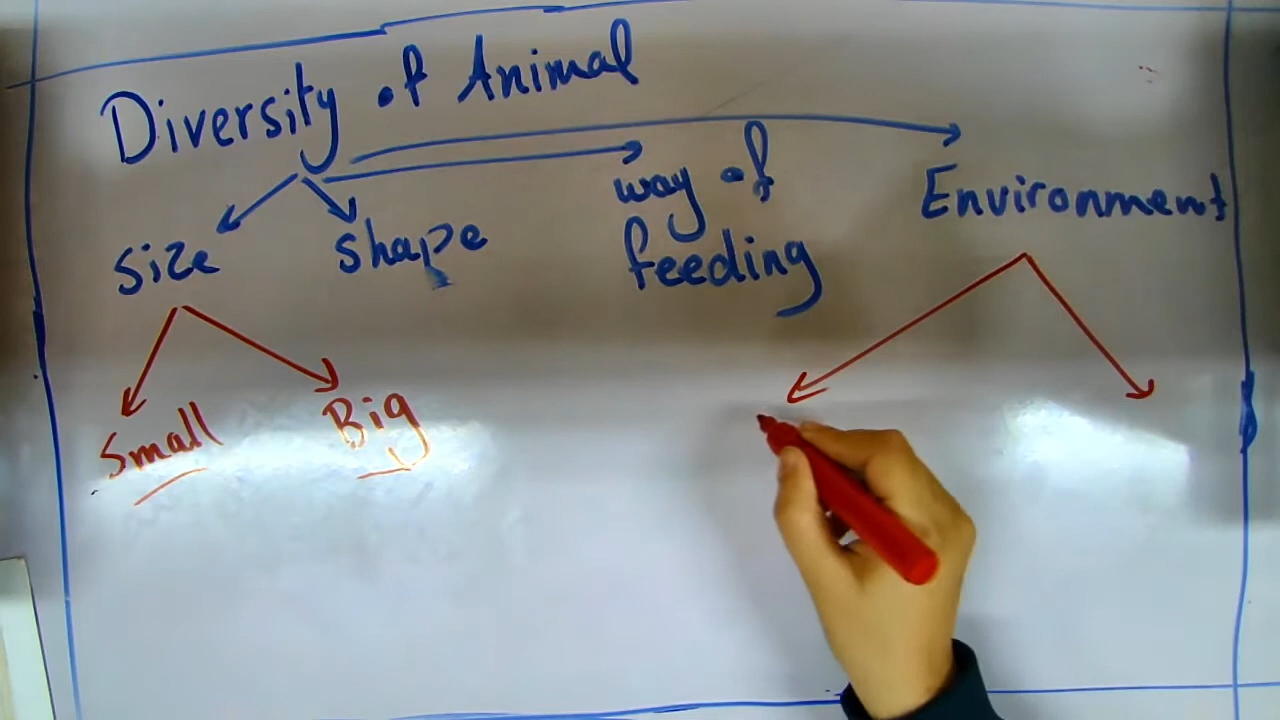 Diversity of Animal
size
shape
way of
feeding
Environment
Small
Big